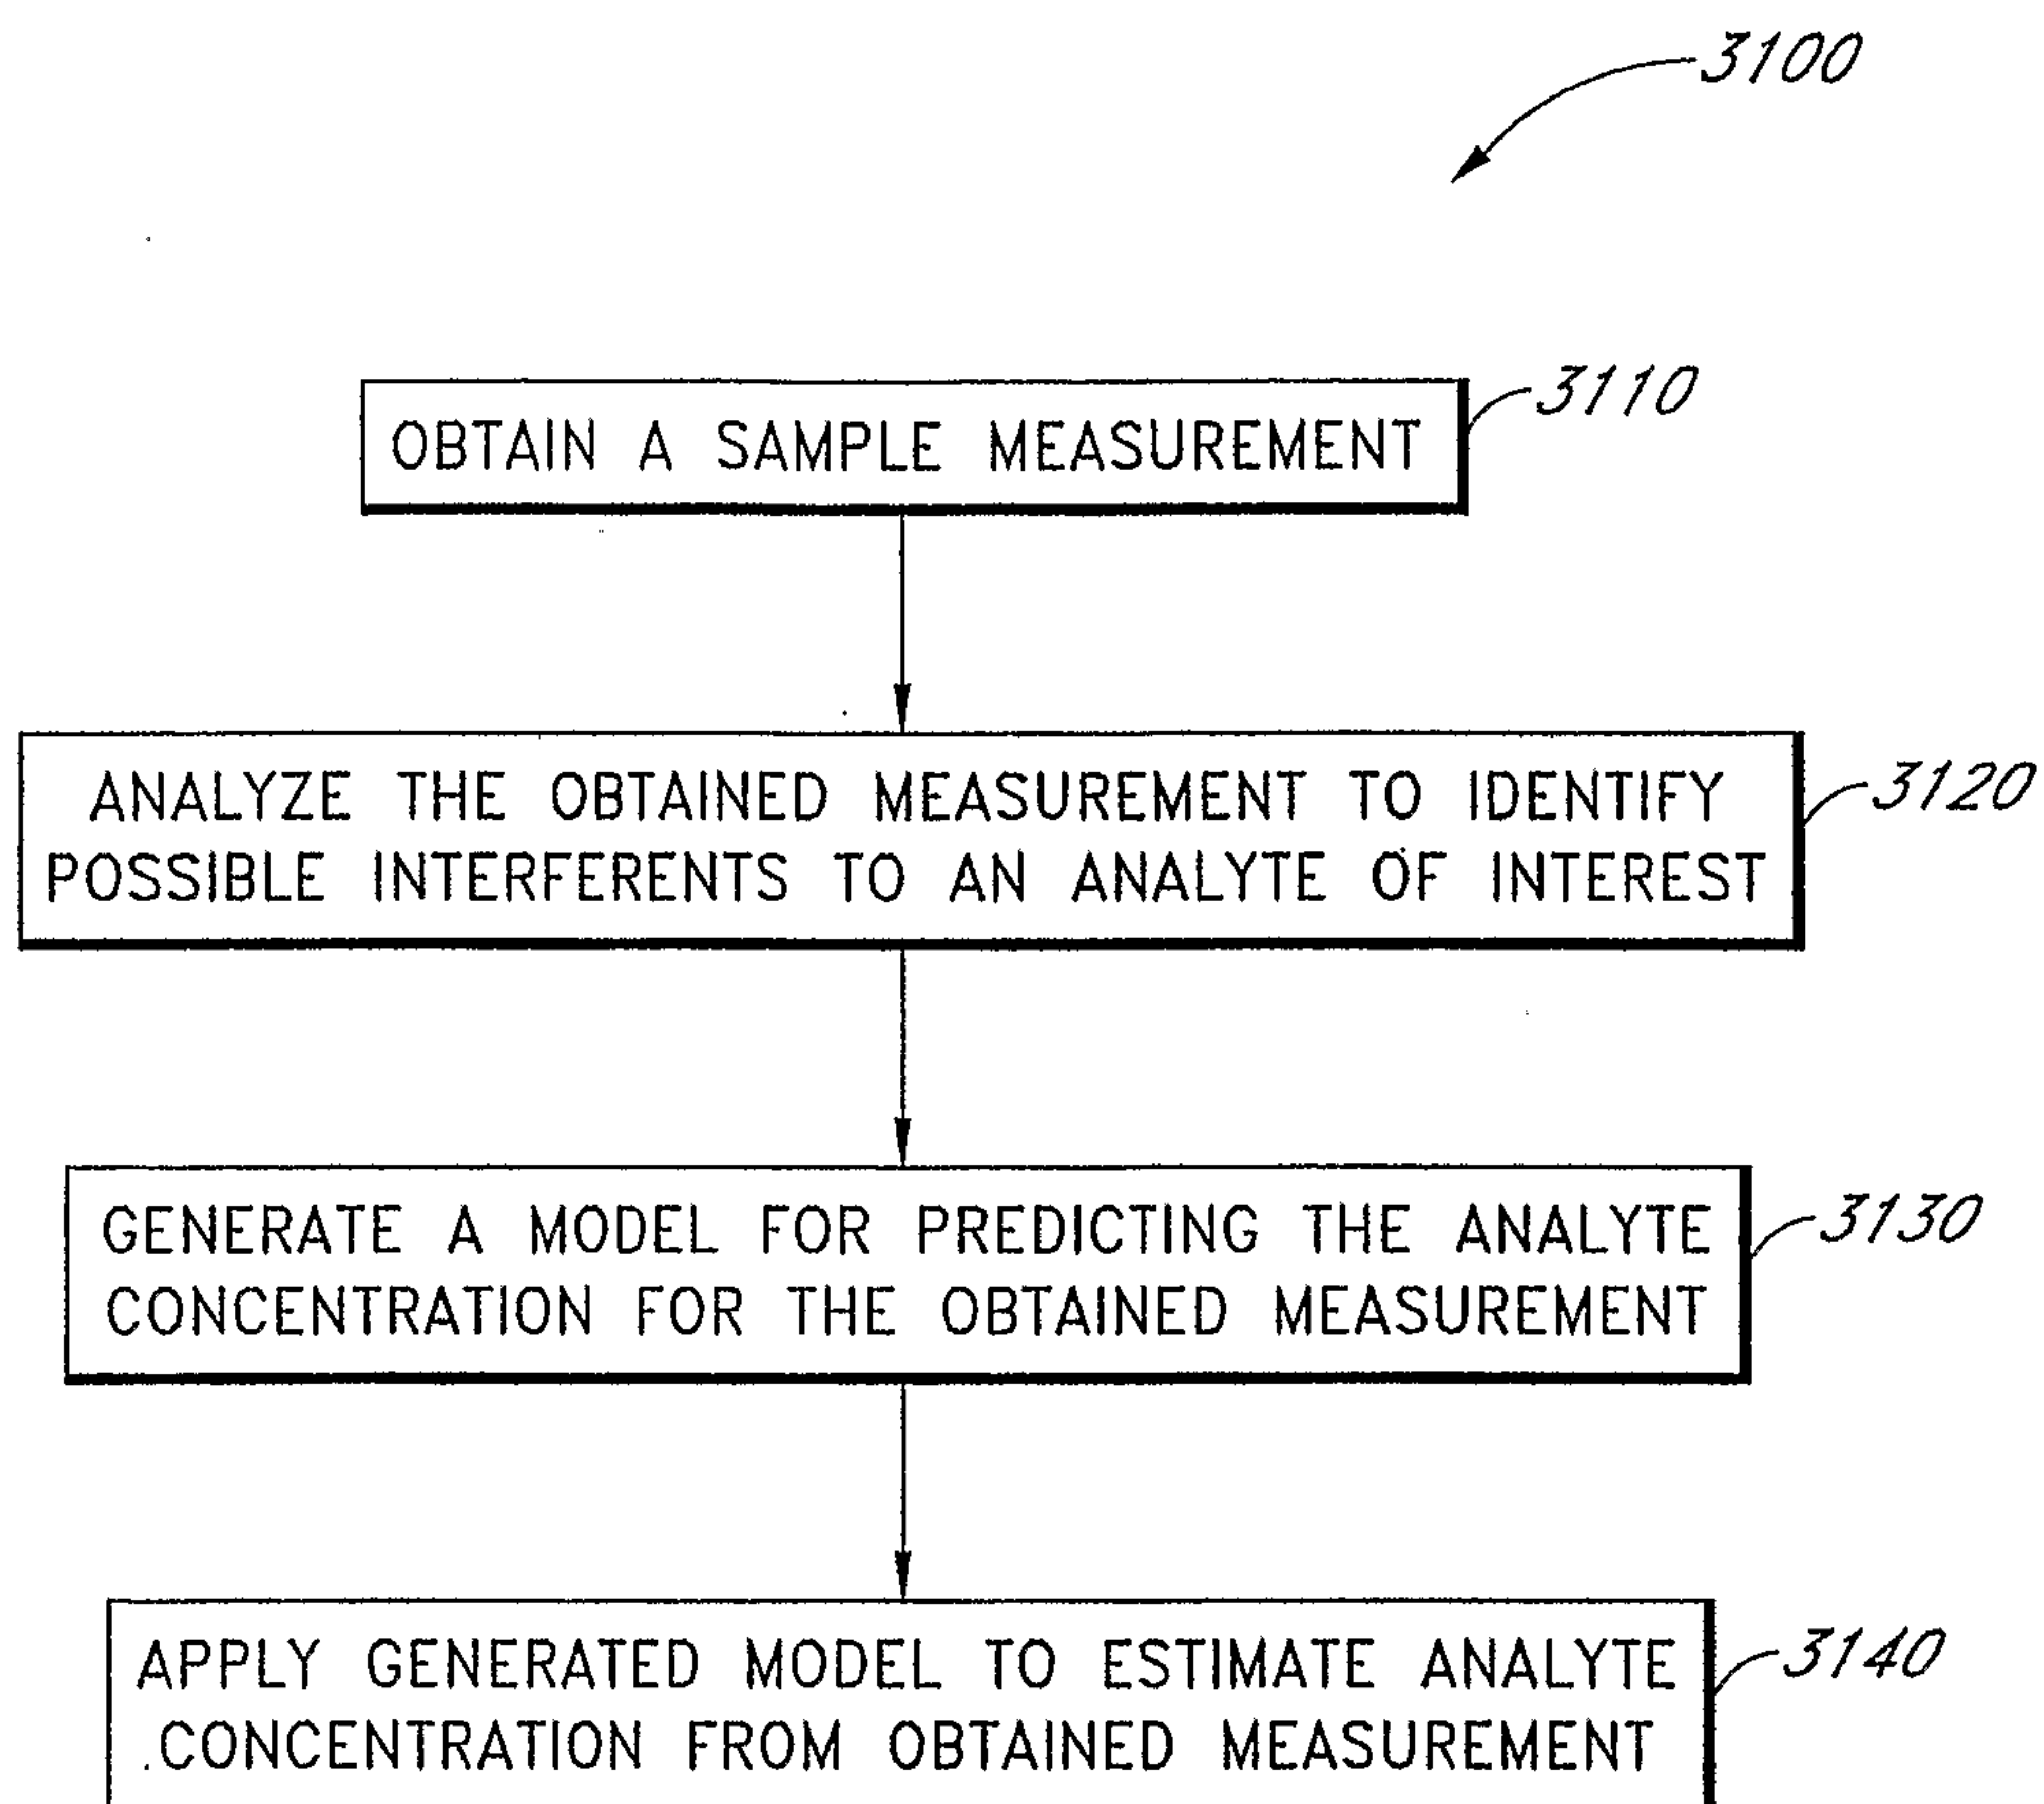 3100
OBTAIN A SAMPLE MEASUREMENT
3110
ANALYZE THE OBTAINED MEASUREMENT TO IDENTIFY
POSSIBLE INTERFERENTS TO AN ANALYTE OF INTEREST
3120
GENERATE A MODEL FOR PREDICTING THE ANALYTE
CONCENTRATION FOR THE OBTAINED MEASUREMENT
3130
APPLY GENERATED MODEL TO ESTIMATE ANALYTE
CONCENTRATION FROM OBTAINED MEASUREMENT
3140